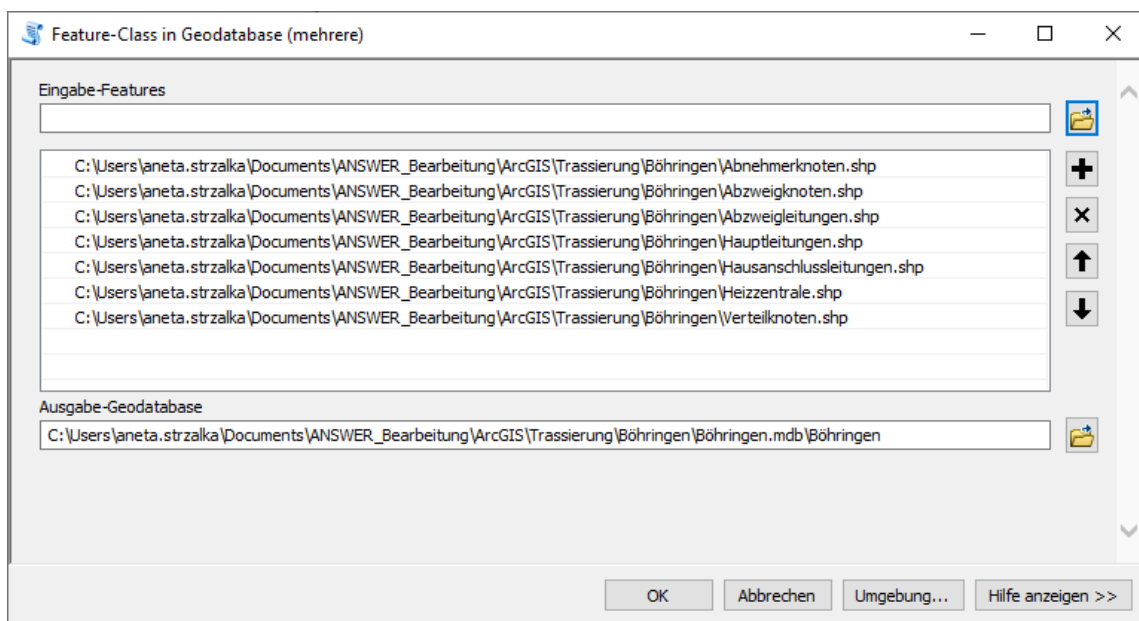 Feature-Class in Geodatabase (mehrere)
Eingabe-Features
C:\Users\aneta.strzalka\Documents\ANSWER_Bearbeitung\ArcGIS\Trassierung\Böhringen\Abnehmerknoten.shp
C:\Users\aneta.strzalka\Documents\ANSWER_Bearbeitung\ArcGIS\Trassierung\Böhringen\Abzweigknoten.shp
C:\Users\aneta.strzalka\Documents\ANSWER_Bearbeitung\ArcGIS\Trassierung\Böhringen\Abzweigleitungen.shp
C:\Users\aneta.strzalka\Documents\ANSWER_Bearbeitung\ArcGIS\Trassierung\Böhringen\Hauptleitungen.shp
C:\Users\aneta.strzalka\Documents\ANSWER_Bearbeitung\ArcGIS\Trassierung\Böhringen\Hausanschlussleitungen.shp
C:\Users\aneta.strzalka\Documents\ANSWER_Bearbeitung\ArcGIS\Trassierung\Böhringen\Heizzentrale.shp
C:\Users\aneta.strzalka\Documents\ANSWER_Bearbeitung\ArcGIS\Trassierung\Böhringen\Verteilknoten.shp
Ausgabe-Geodatabase
C:\Users\aneta.strzalka\Documents\ANSWER_Bearbeitung\ArcGIS\Trassierung\Böhringen\Böhringen.mdb\Böhringen
OK Abbrechen Umgebung... Hilfe anzeigen >>